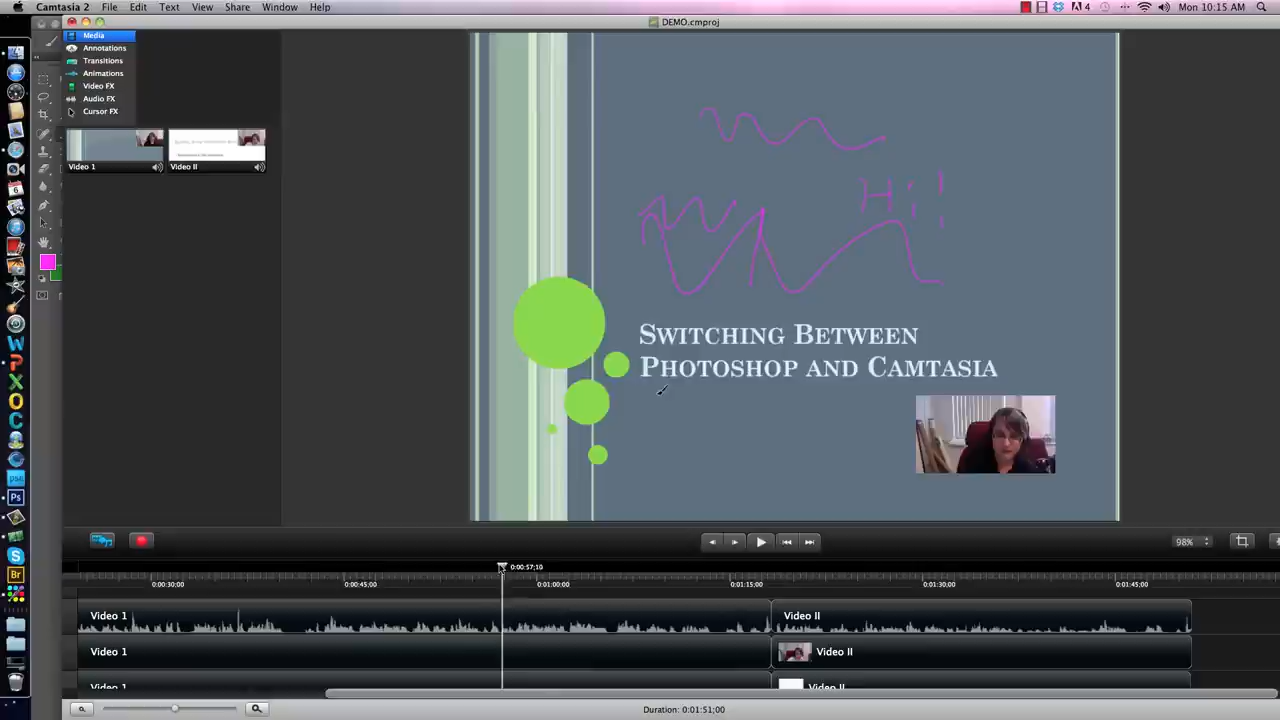 Camtasia 2 File Edit Text View Share Window Help 4 Mon 10:15 AM
DEMO.cmproj
Media
Annotations
Transitions
Animations
Video FX
Audio FX
Cursor FX
Video 1 Video II
Hi!
Switching Between
Photoshop and Camtasia
98%
0:00:57;10
0:00:30;00 0:00:45;00 0:01:00;00 0:01:15;00 0:01:30;00 0:01:45;00
Video 1 Video II
Video 1 Video II
Video 1 Video II
Duration: 0:01:51;00